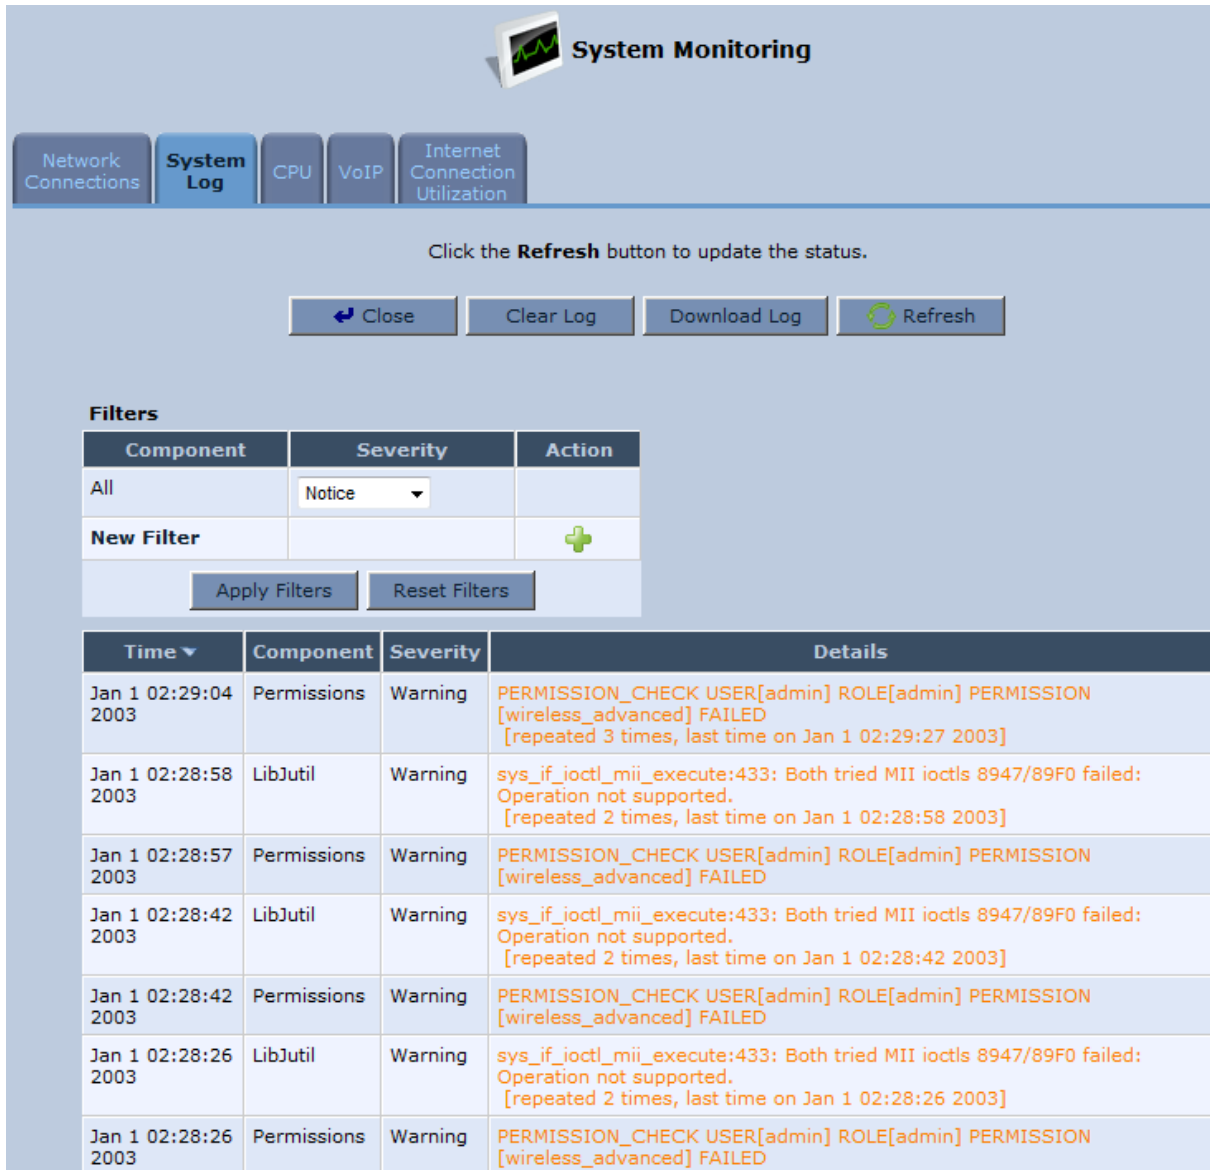 System Monitoring
Network
Connections
System
Log
CPU
VoIP
Internet
Connection
Utilization
Click the Refresh button to update the status.
Close
Clear Log
Download Log
Refresh
Filters
Component Severity Action
All Notice
New Filter
Apply Filters Reset Filters
Time Component Severity Details
Jan 1 02:29:04 Permissions Warning PERMISSION_CHECK USER[admin] ROLE[admin] PERMISSION
2003 [wireless_advanced] FAILED
[repeated 3 times, last time on Jan 1 02:29:27 2003]
Jan 1 02:28:58 LibJutil Warning sys_if_ioctl_mii_execute:433: Both tried MII ioctls 8947/89F0 failed:
2003 Operation not supported.
[repeated 2 times, last time on Jan 1 02:28:58 2003]
Jan 1 02:28:57 Permissions Warning PERMISSION_CHECK USER[admin] ROLE[admin] PERMISSION
2003 [wireless_advanced] FAILED
Jan 1 02:28:42 LibJutil Warning sys_if_ioctl_mii_execute:433: Both tried MII ioctls 8947/89F0 failed:
2003 Operation not supported.
[repeated 2 times, last time on Jan 1 02:28:42 2003]
Jan 1 02:28:42 Permissions Warning PERMISSION_CHECK USER[admin] ROLE[admin] PERMISSION
2003 [wireless_advanced] FAILED
Jan 1 02:28:26 LibJutil Warning sys_if_ioctl_mii_execute:433: Both tried MII ioctls 8947/89F0 failed:
2003 Operation not supported.
[repeated 2 times, last time on Jan 1 02:28:26 2003]
Jan 1 02:28:26 Permissions Warning PERMISSION_CHECK USER[admin] ROLE[admin] PERMISSION
2003 [wireless_advanced] FAILED